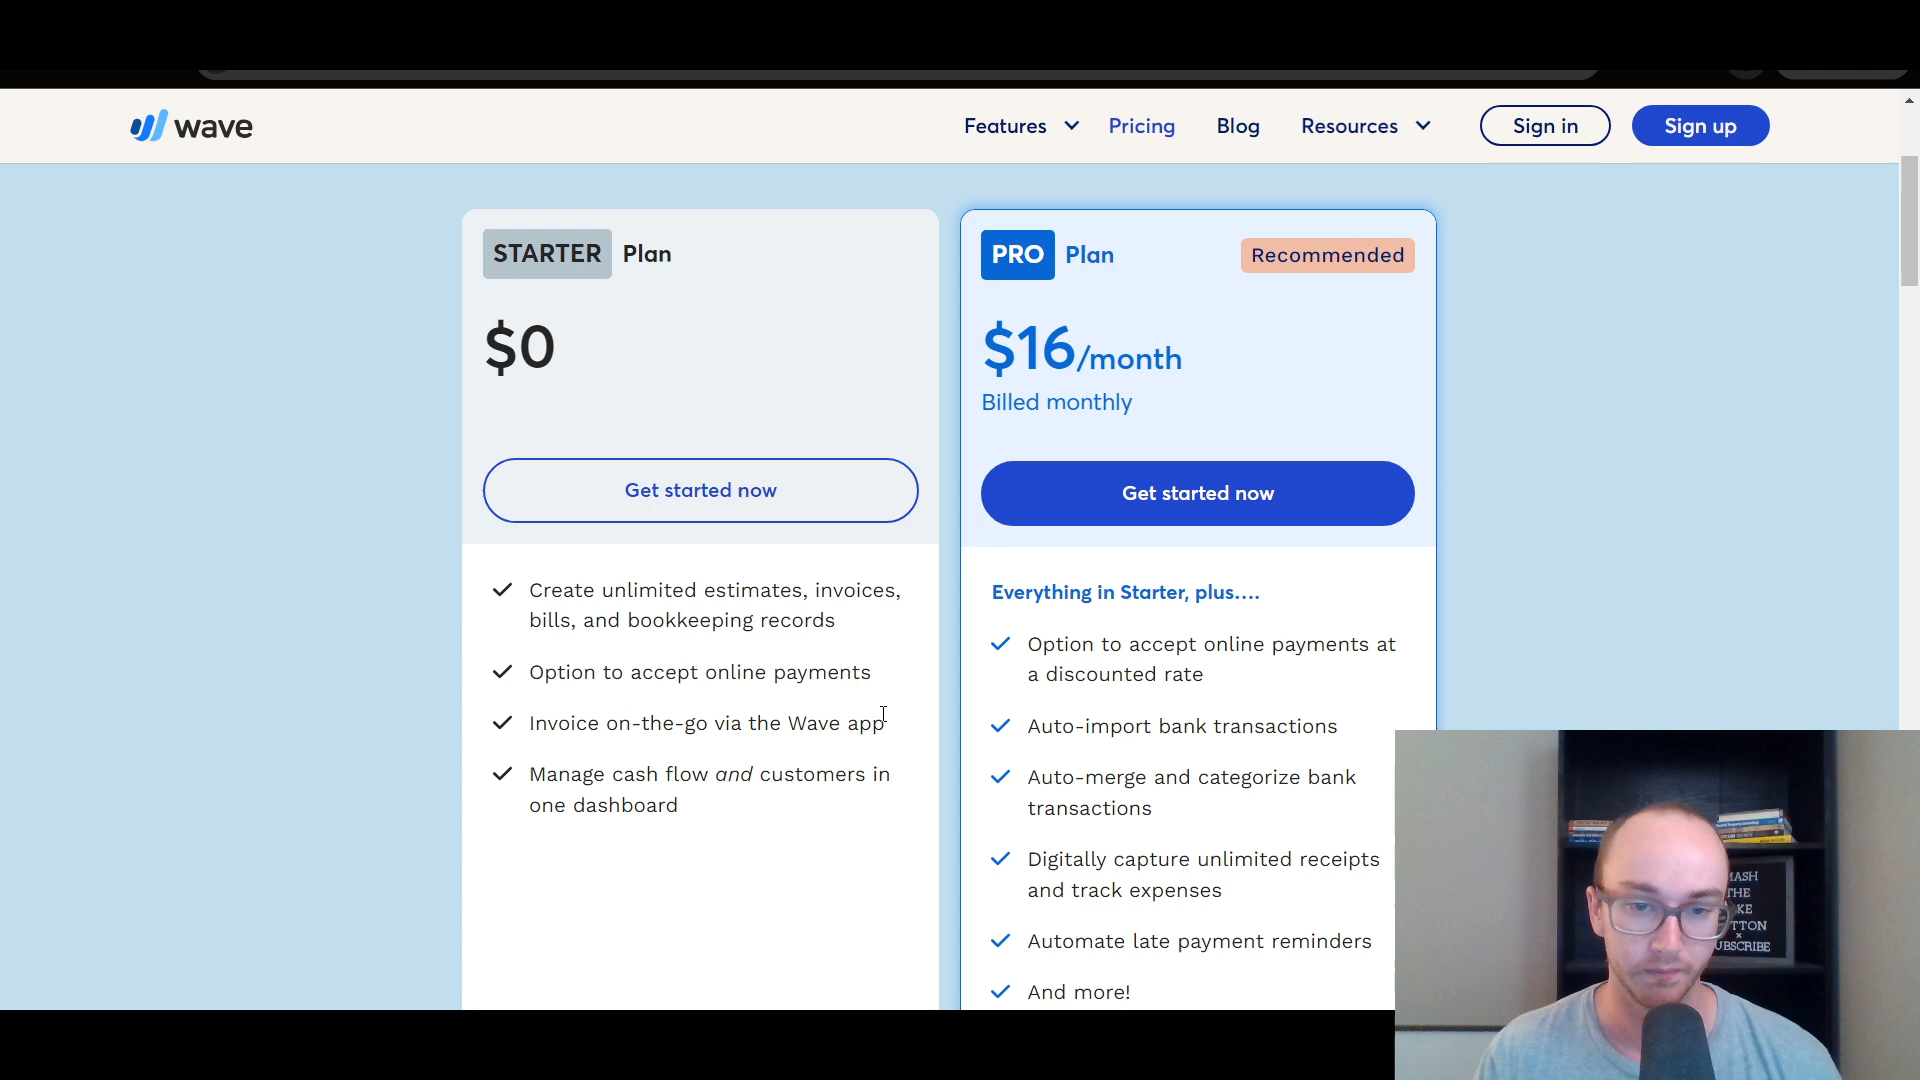 wave
Features
Pricing
Blog
Resources
Sign in
Sign up
STARTER Plan
$0
Get started now
Create unlimited estimates, invoices,
bills, and bookkeeping records
Option to accept online payments
Invoice on-the-go via the Wave app
Manage cash flow and customers in
one dashboard
PRO Plan
Recommended
$16/month
Billed monthly
Get started now
Everything in Starter, plus....
Option to accept online payments at
a discounted rate
Auto-import bank transactions
Auto-merge and categorize bank
transactions
Digitally capture unlimited receipts
and track expenses
Automate late payment reminders
And more!
THE